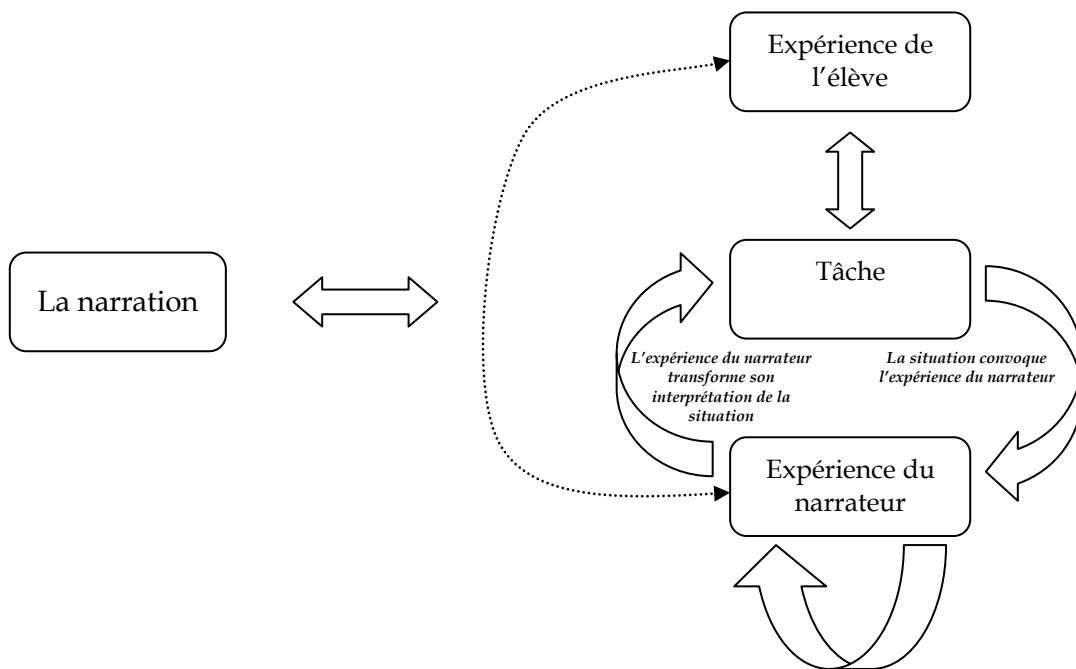 Expérience de
l’élève
La narration
Tâche
L’expérience du narrateur
transforme son
interprétation de la
situation
La situation convoque
l’expérience du narrateur
Expérience du
narrateur